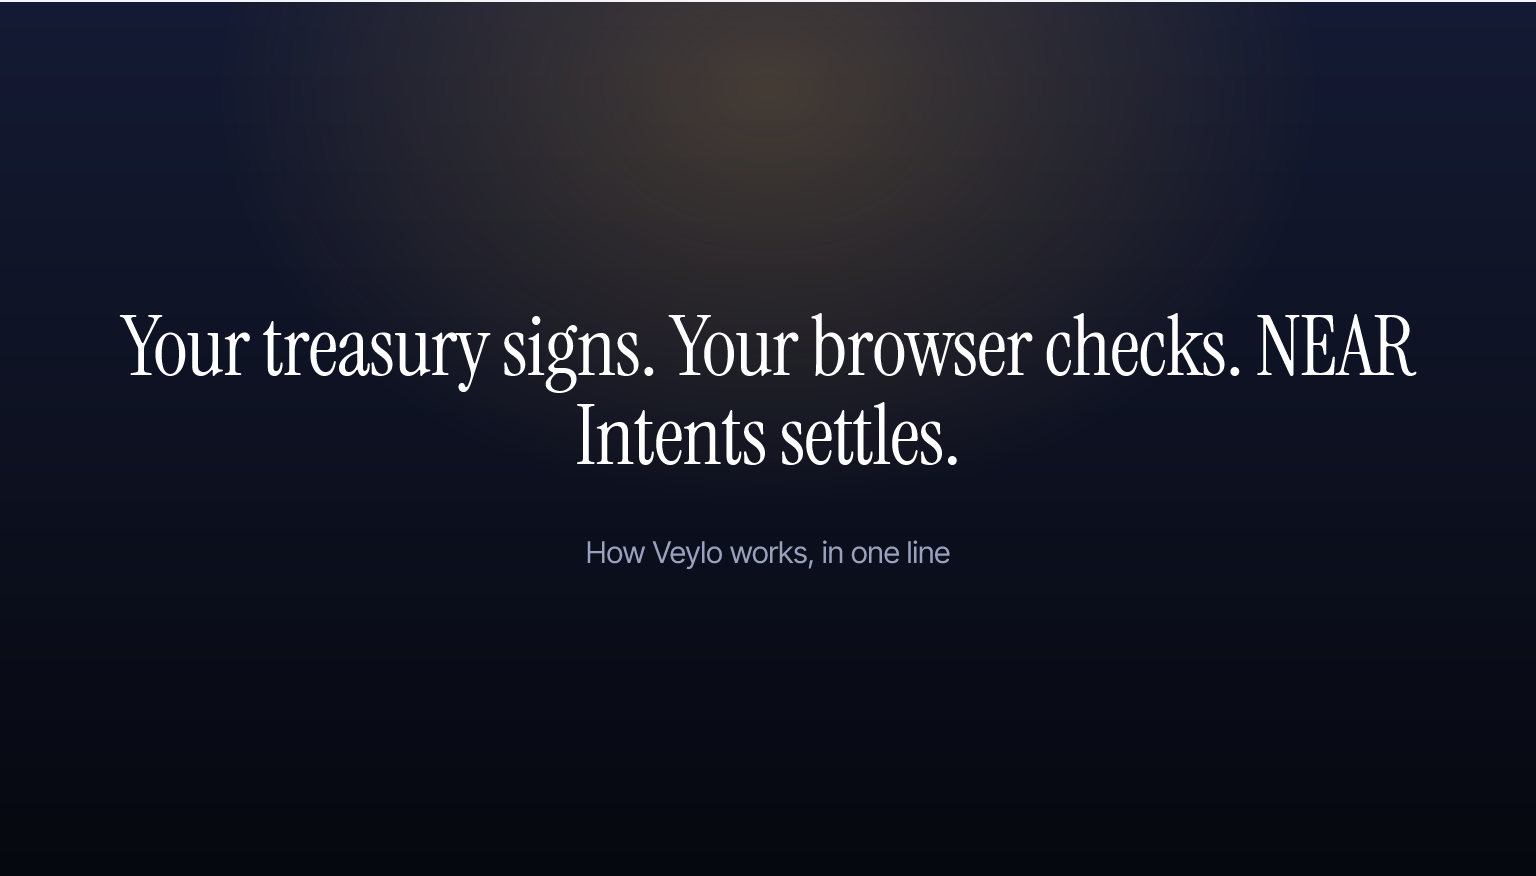 Your treasury signs. Your browser checks. NEAR
Intents settles.
How Veylo works, in one line